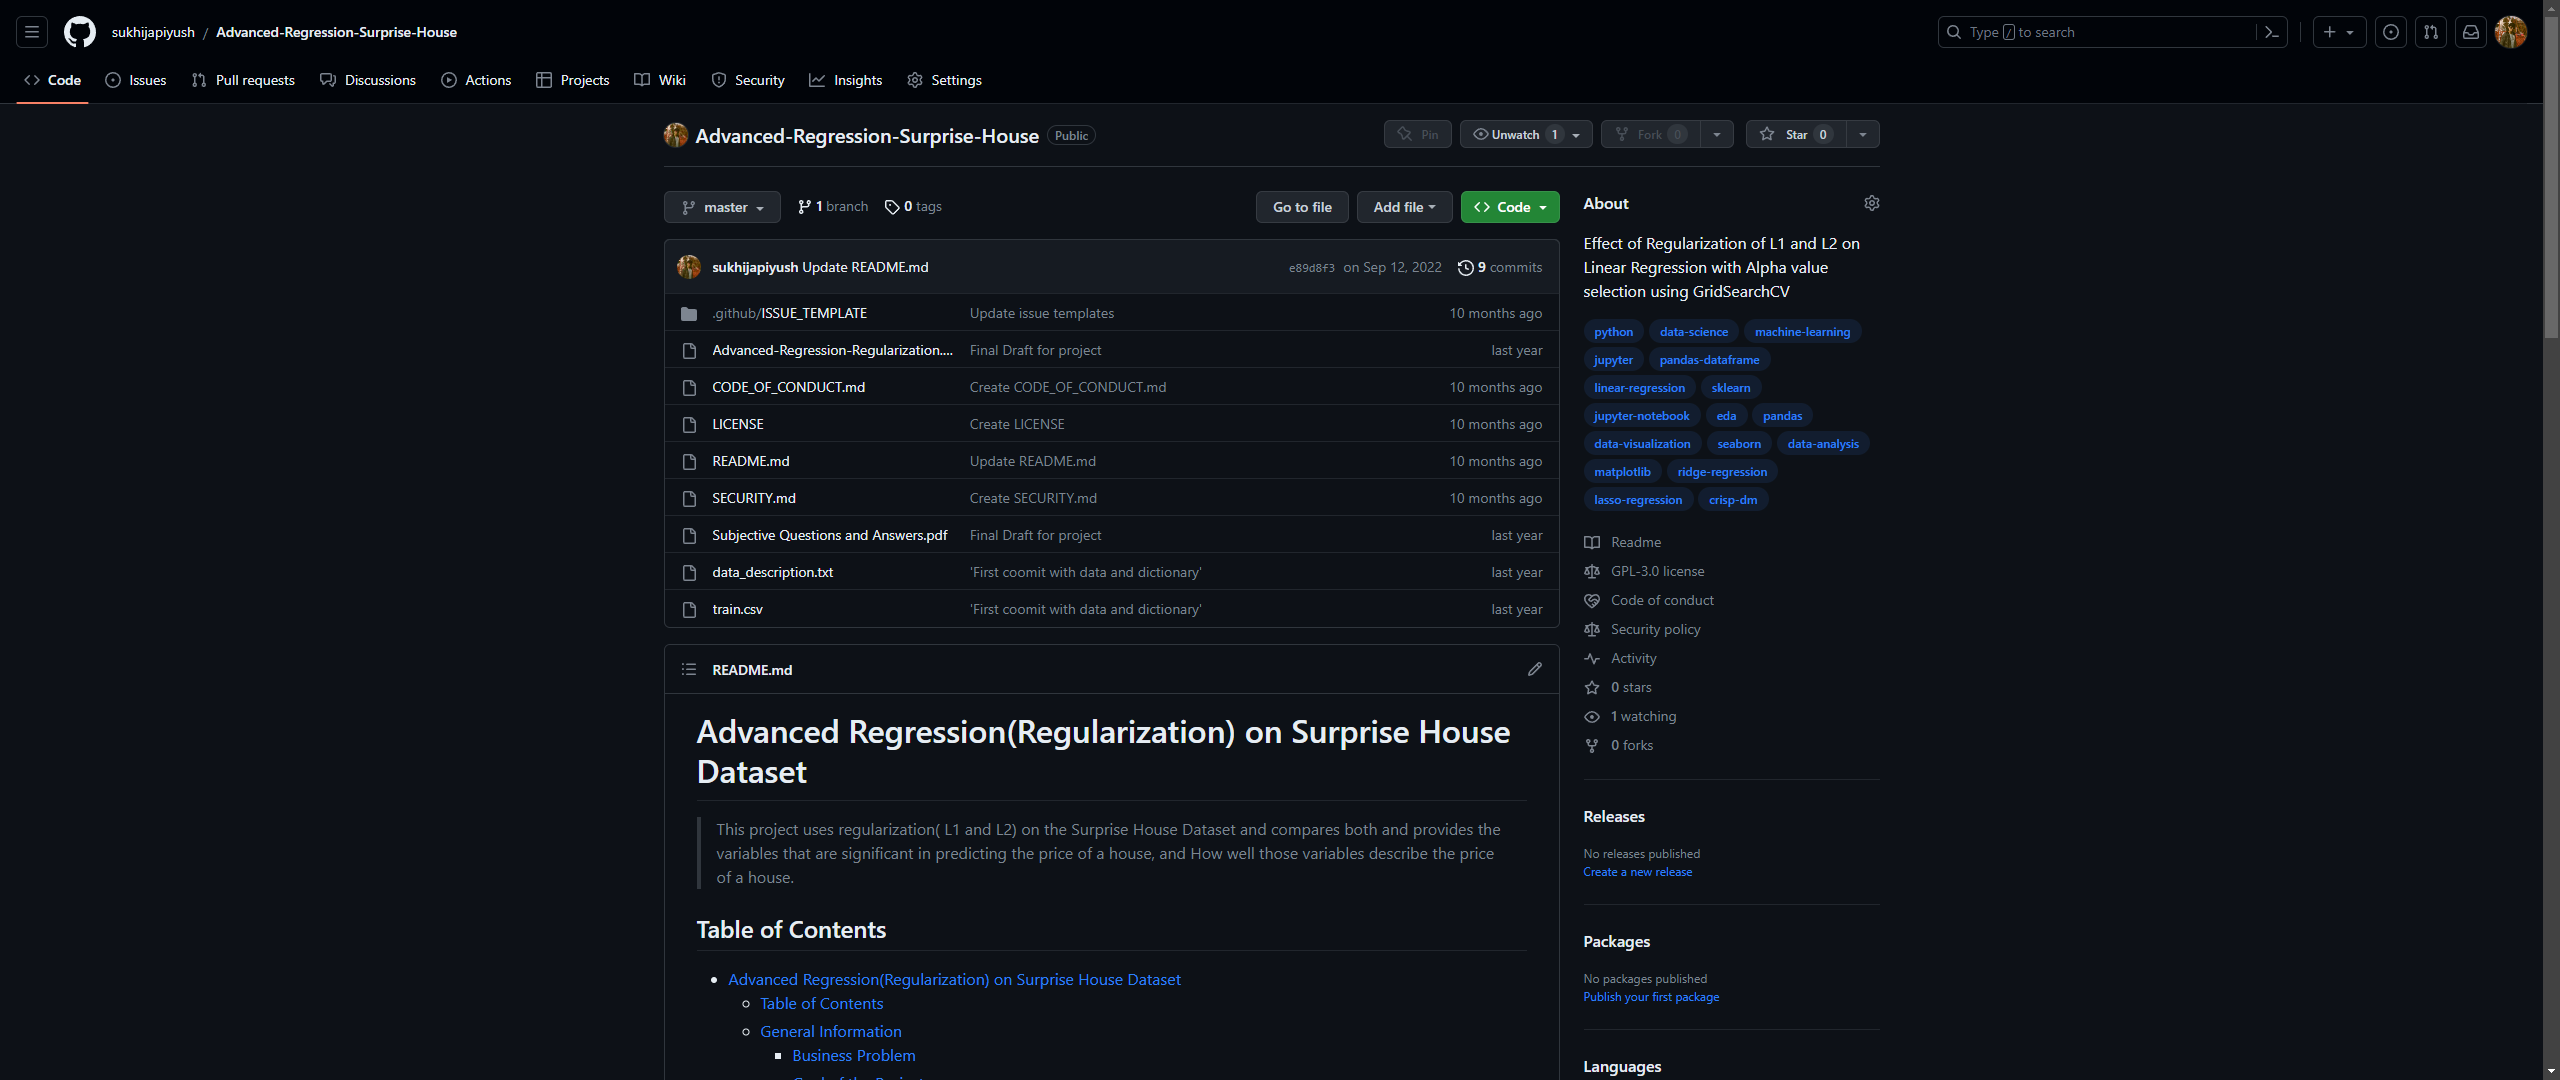 sukhijapiyush / Advanced-Regression-Surprise-House
Type / to search
Code Issues Pull requests Discussions Actions Projects Wiki Security Insights Settings
Advanced-Regression-Surprise-House Public
Pin Unwatch 1 Fork 0 Star 0
master 1 branch 0 tags Go to file Add file Code
sukhijapiyush Update README.md e89d8f3 on Sep 12, 2022 9 commits
.github/ISSUE_TEMPLATE Update issue templates 10 months ago
Advanced-Regression-Regularization.... Final Draft for project last year
CODE_OF_CONDUCT.md Create CODE_OF_CONDUCT.md 10 months ago
LICENSE Create LICENSE 10 months ago
README.md Update README.md 10 months ago
SECURITY.md Create SECURITY.md 10 months ago
Subjective Questions and Answers.pdf Final Draft for project last year
data_description.txt 'First coomit with data and dictionary' last year
train.csv 'First coomit with data and dictionary' last year
README.md
Advanced Regression(Regularization) on Surprise House
Dataset
This project uses regularization( L1 and L2) on the Surprise House Dataset and compares both and provides the
variables that are significant in predicting the price of a house, and How well those variables describe the price
of a house.
Table of Contents
Advanced Regression(Regularization) on Surprise House Dataset
Table of Contents
General Information
Business Problem
About
Effect of Regularization of L1 and L2 on
Linear Regression with Alpha value
selection using GridSearchCV
python data-science machine-learning
jupyter pandas-dataframe
linear-regression sklearn
jupyter-notebook eda pandas
data-visualization seaborn data-analysis
matplotlib ridge-regression
lasso-regression crisp-dm
Readme
GPL-3.0 license
Code of conduct
Security policy
Activity
0 stars
1 watching
0 forks
Releases
No releases published
Create a new release
Packages
No packages published
Publish your first package
Languages